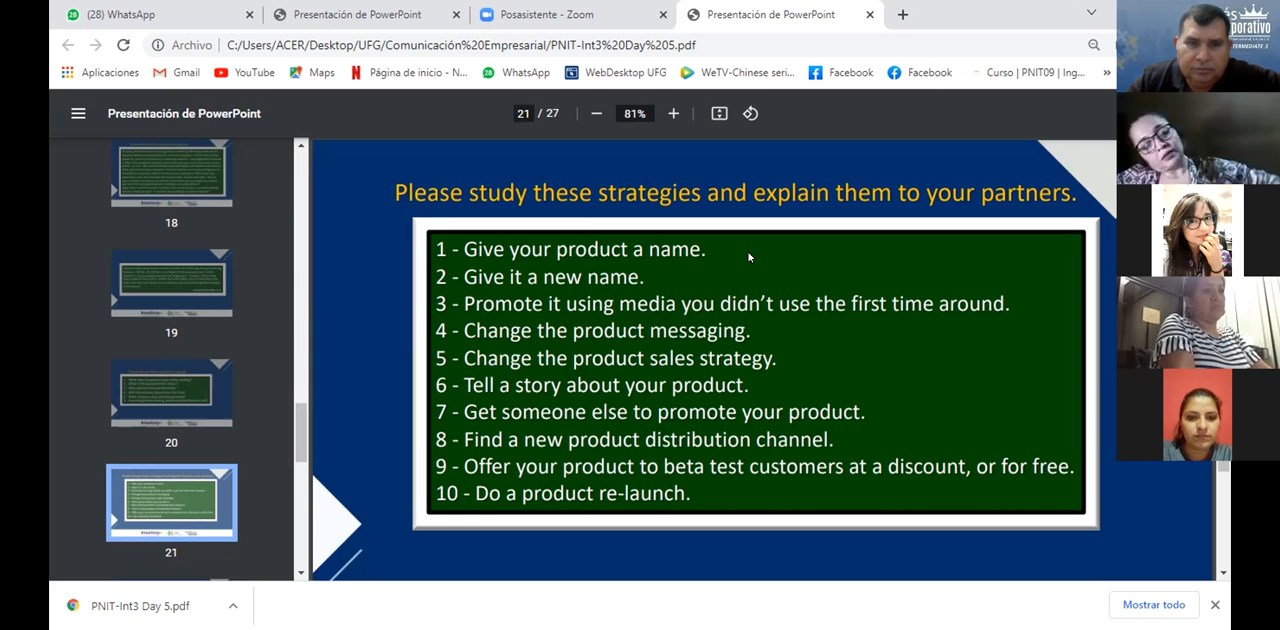 (28) WhatsApp
Presentación de PowerPoint
Posasistente - Zoom
Presentación de PowerPoint
Archivo
C:/Users/ACER/Desktop/UFG/Comunicación%20Empresarial/PNIT-Int3%20Day%205.pdf
Aplicaciones
Gmail
YouTube
Maps
Página de inicio - N...
WhatsApp
WebDesktop UFG
WeTV-Chinese seri...
Facebook
Facebook
Curso | PNIT09 | Ing...
»
Presentación de PowerPoint
21 / 27
81%
18
19
20
21
Please study these strategies and explain them to your partners.
1 - Give your product a name.
2 - Give it a new name.
3 - Promote it using media you didn't use the first time around.
4 - Change the product messaging.
5 - Change the product sales strategy.
6 - Tell a story about your product.
7 - Get someone else to promote your product.
8 - Find a new product distribution channel.
9 - Offer your product to beta test customers at a discount, or for free.
10 - Do a product re-launch.
PNIT-Int3 Day 5.pdf
Mostrar todo